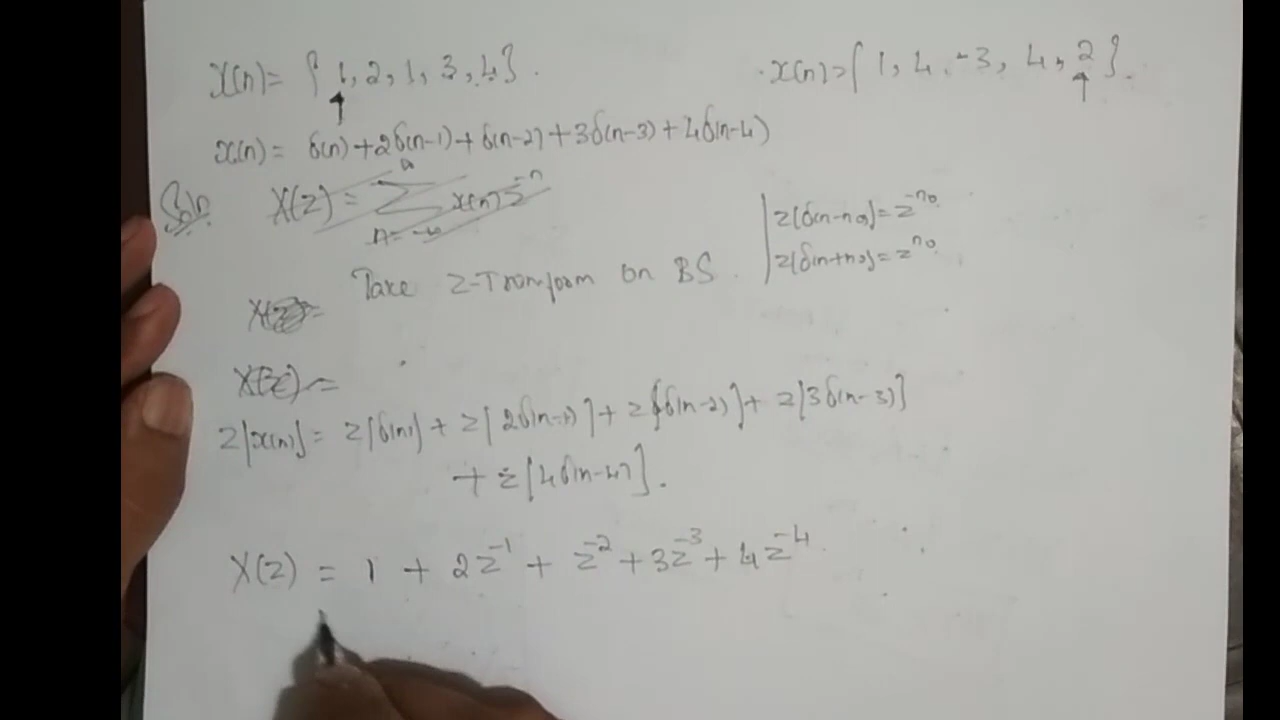 x(n) = { 1, 2, 1, 3, 4 } .
↑
x(n) = { 1, 4, -3, 4, 2 } .
↑
x(n) = δ(n) + 2δ(n-1) + δ(n-2) + 3δ(n-3) + 4δ(n-4)
Soln X(z) = Σ x(n) z^-n
n = -∞
z[δ(n-n0)] = z^-n0
z[δ(n+n0)] = z^n0
Take Z-Tranform on BS .
z[x(n)] = z[δ(n)] + z[2δ(n-1)] + z[δ(n-2)] + z[3δ(n-3)]
+ z[4δ(n-4)] .
X(z) = 1 + 2z^-1 + z^-2 + 3z^-3 + 4z^-4